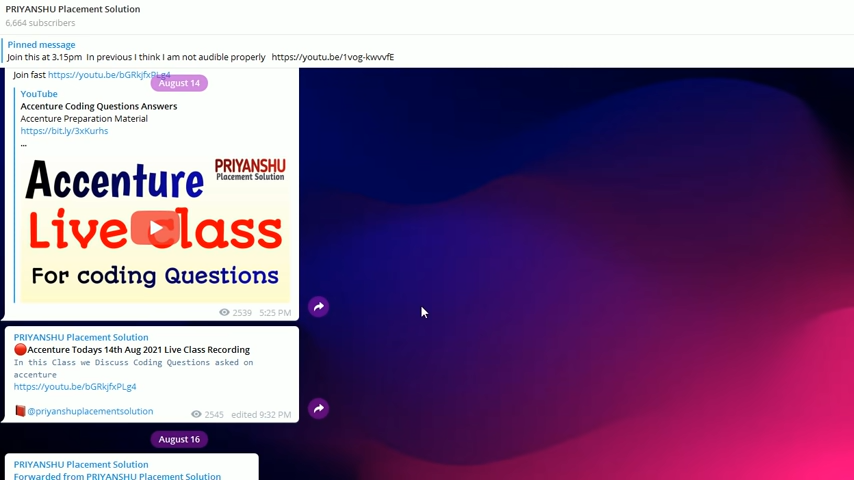 PRIYANSHU Placement Solution
6,664 subscribers
Pinned message
Join this at 3.15pm In previous I think I am not audible properly https://youtu.be/1vog-kwvvfE
Join fast https://youtu.be/bGRkjfxPLg4
August 14
YouTube
Accenture Coding Questions Answers
Accenture Preparation Material
https://bit.ly/3xKurhs
...
Accenture
PRIYANSHU
Placement Solution
Live Class
For coding Questions
2539 5:25 PM
PRIYANSHU Placement Solution
🔴Accenture Todays 14th Aug 2021 Live Class Recording
In this Class we Discuss Coding Questions asked on
accenture
https://youtu.be/bGRkjfxPLg4
📕 @priyanshuplacementsolution
2545 edited 9:32 PM
August 16
PRIYANSHU Placement Solution
Forwarded from PRIYANSHU Placement Solution